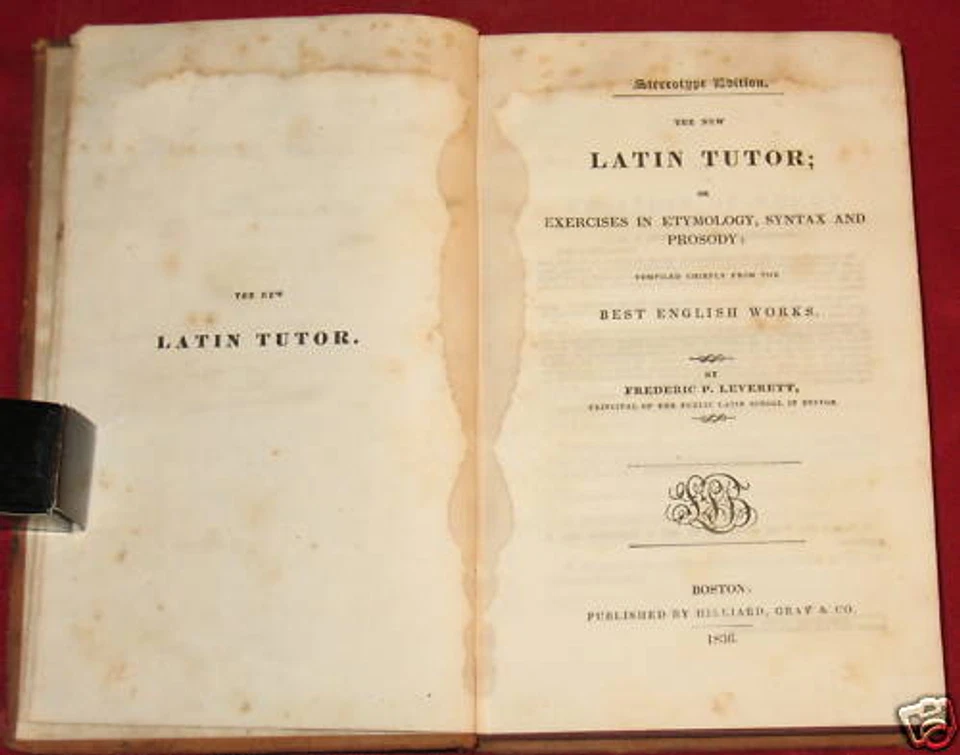 THE NEW
LATIN TUTOR.
Stereotype Edition.
THE NEW
LATIN TUTOR;
OR
EXERCISES IN ETYMOLOGY, SYNTAX AND
PROSODY;
COMPILED CHIEFLY FROM THE
BEST ENGLISH WORKS.
BY
FREDERIC P. LEVERETT,
PRINCIPAL OF THE PUBLIC LATIN SCHOOL IN BOSTON.
BOSTON:
PUBLISHED BY HILLIARD, GRAY & CO.
1836.